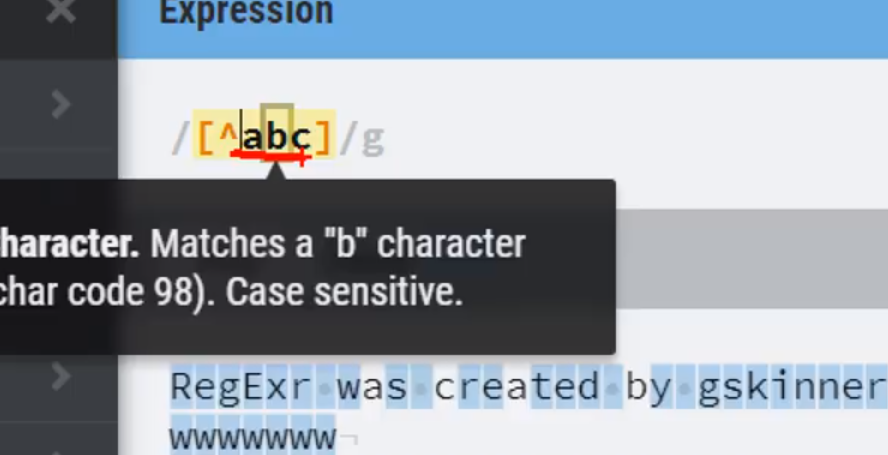 Expression
/[^abc]/g
haracter. Matches a "b" character
char code 98). Case sensitive.
RegExr was created by gskinner
wwwwwww